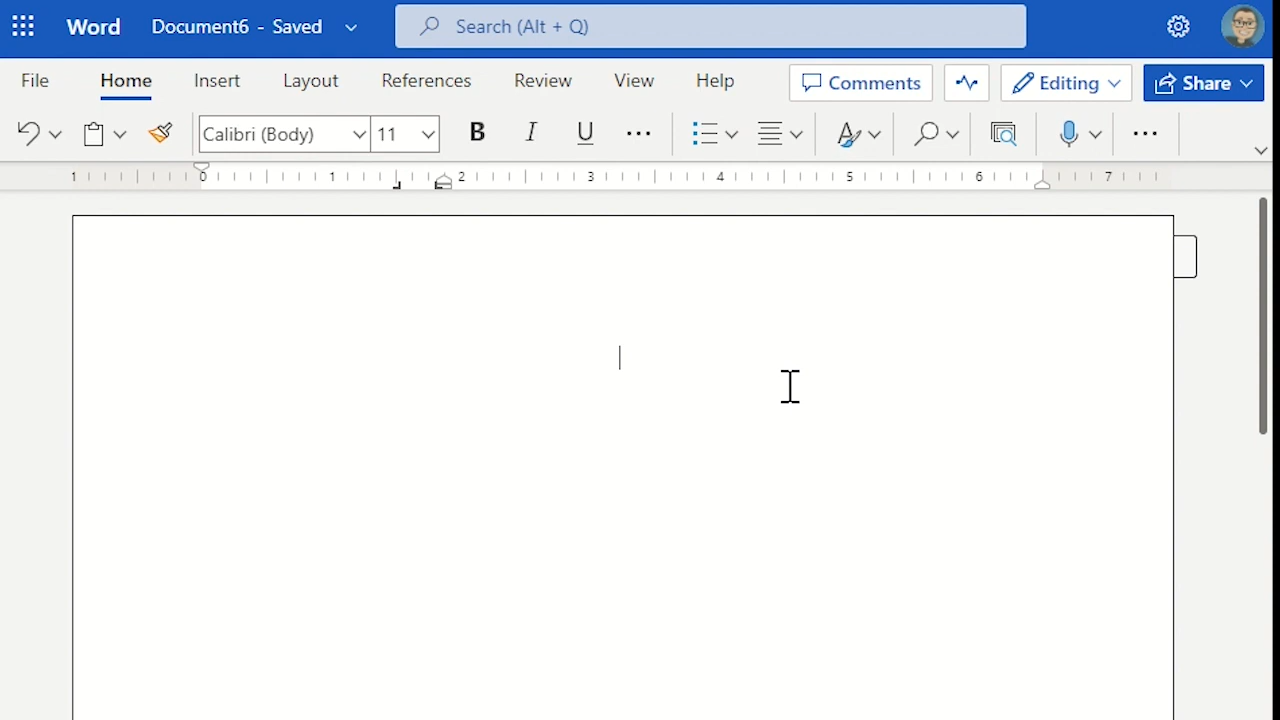 Word Document6 - Saved Search (Alt + Q)
File Home Insert Layout References Review View Help Comments Editing Share
Calibri (Body) 11 B I U
1 0 1 2 3 4 5 6 7